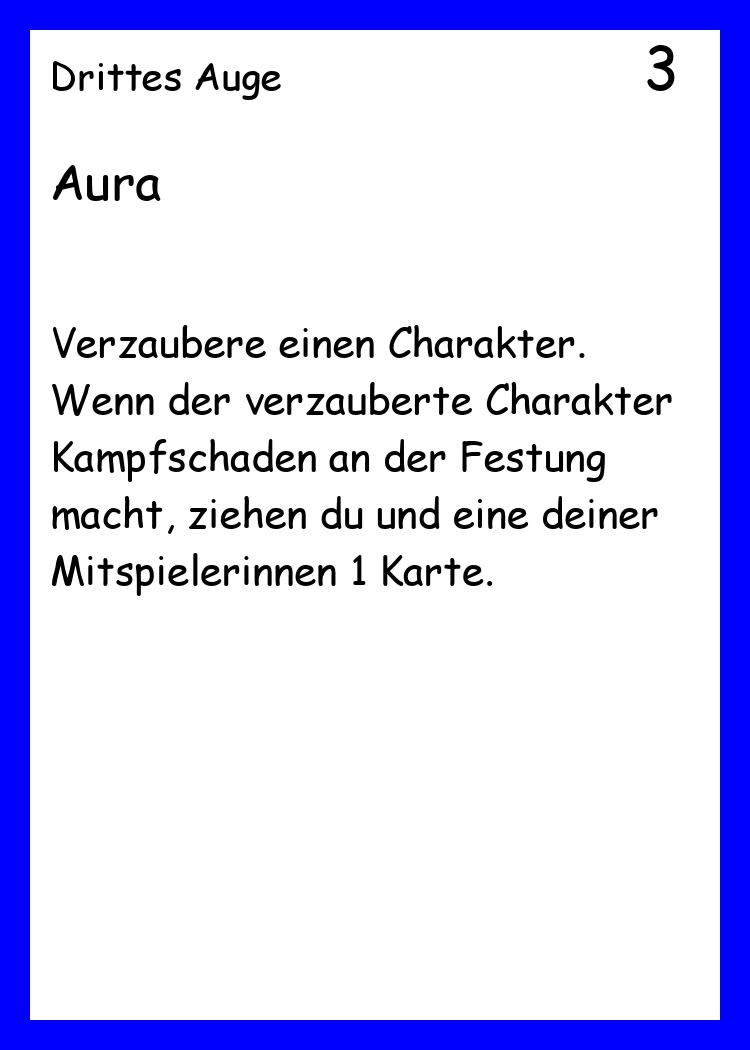 Drittes Auge 3
Aura
Verzaubere einen Charakter.
Wenn der verzauberte Charakter
Kampfschaden an der Festung
macht, ziehen du und eine deiner
Mitspielerinnen 1 Karte.